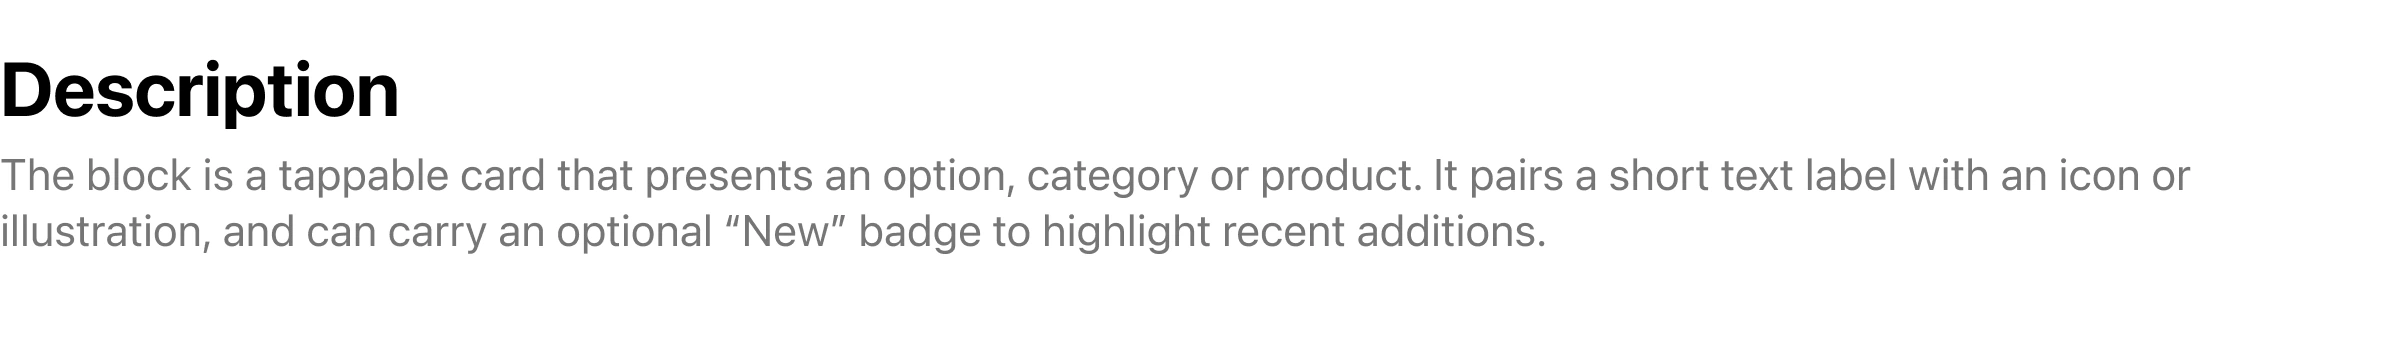 Description
The block is a tappable card that presents an option, category or product. It pairs a short text label with an icon or
illustration, and can carry an optional “New” badge to highlight recent additions.